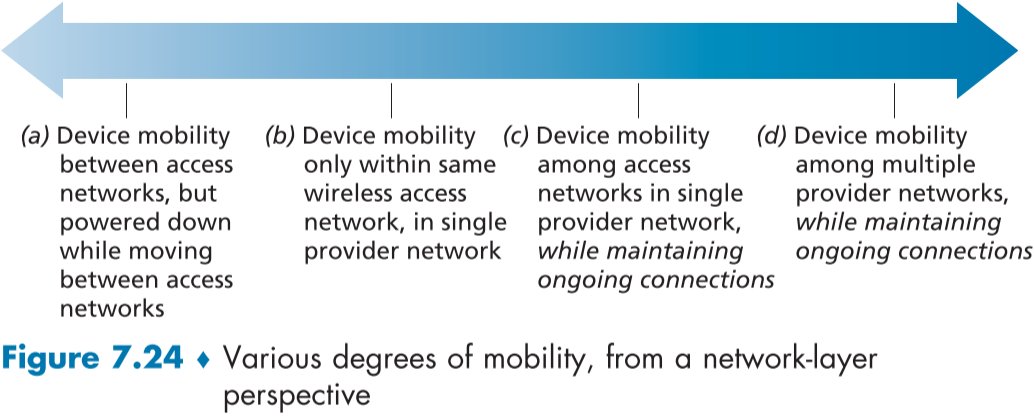 (a) Device mobility
between access
networks, but
powered down
while moving
between access
networks
(b) Device mobility
only within same
wireless access
network, in single
provider network
(c) Device mobility
among access
networks in single
provider network,
while maintaining
ongoing connections
(d) Device mobility
among multiple
provider networks,
while maintaining
ongoing connections
Figure 7.24 ♦ Various degrees of mobility, from a network-layer
perspective